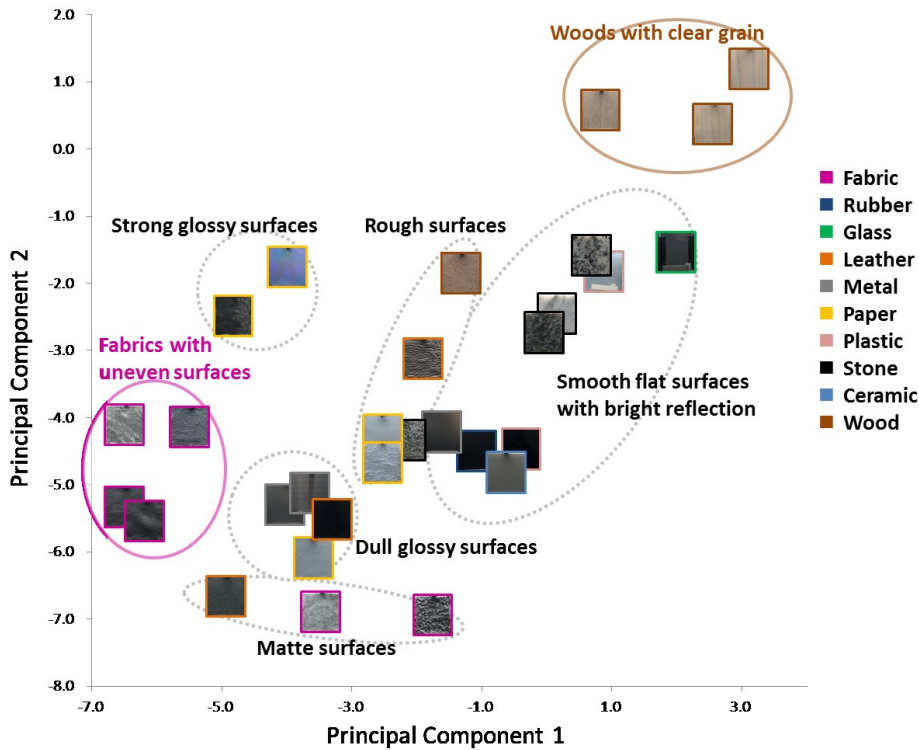 2.0
1.0
0.0
-1.0
-2.0
-3.0
-4.0
-5.0
-6.0
-7.0
-8.0
Principal Component 2
Woods with clear grain
Strong glossy surfaces
Rough surfaces
Fabrics with
uneven surfaces
Smooth flat surfaces
with bright reflection
Dull glossy surfaces
Matte surfaces
Fabric
Rubber
Glass
Leather
Metal
Paper
Plastic
Stone
Ceramic
Wood
-7.0
-5.0
-3.0
-1.0
1.0
3.0
Principal Component 1